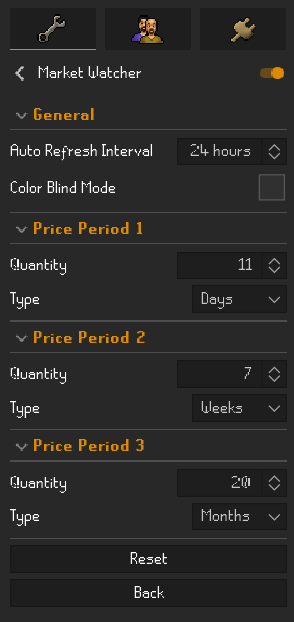 Market Watcher
General
Auto Refresh Interval 24 hours
Color Blind Mode
Price Period 1
Quantity 11
Type Days
Price Period 2
Quantity 7
Type Weeks
Price Period 3
Quantity 20
Type Months
Reset
Back